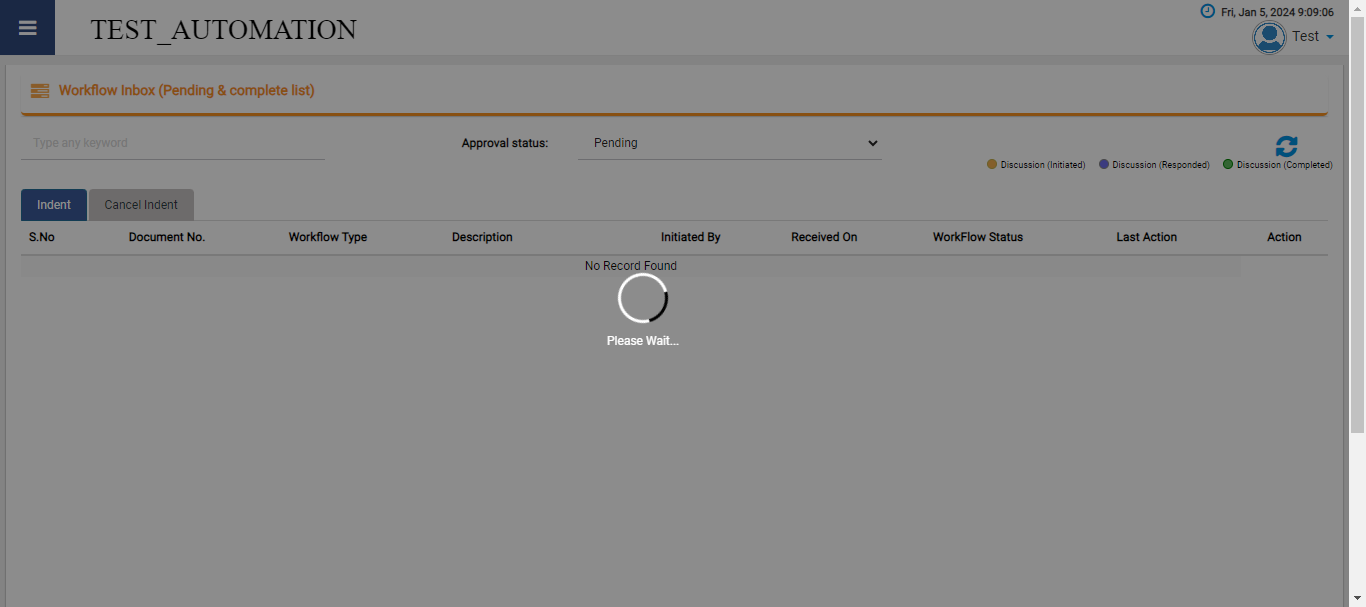 TEST_AUTOMATION
Fri, Jan 5, 2024 9:09:06
Test
Workflow Inbox (Pending & complete list)
Type any keyword
Approval status:
Pending
Discussion (Initiated)
Discussion (Responded)
Discussion (Completed)
Indent
Cancel Indent
S.No Document No. Workflow Type Description Initiated By Received On WorkFlow Status Last Action Action
No Record Found
Please Wait...